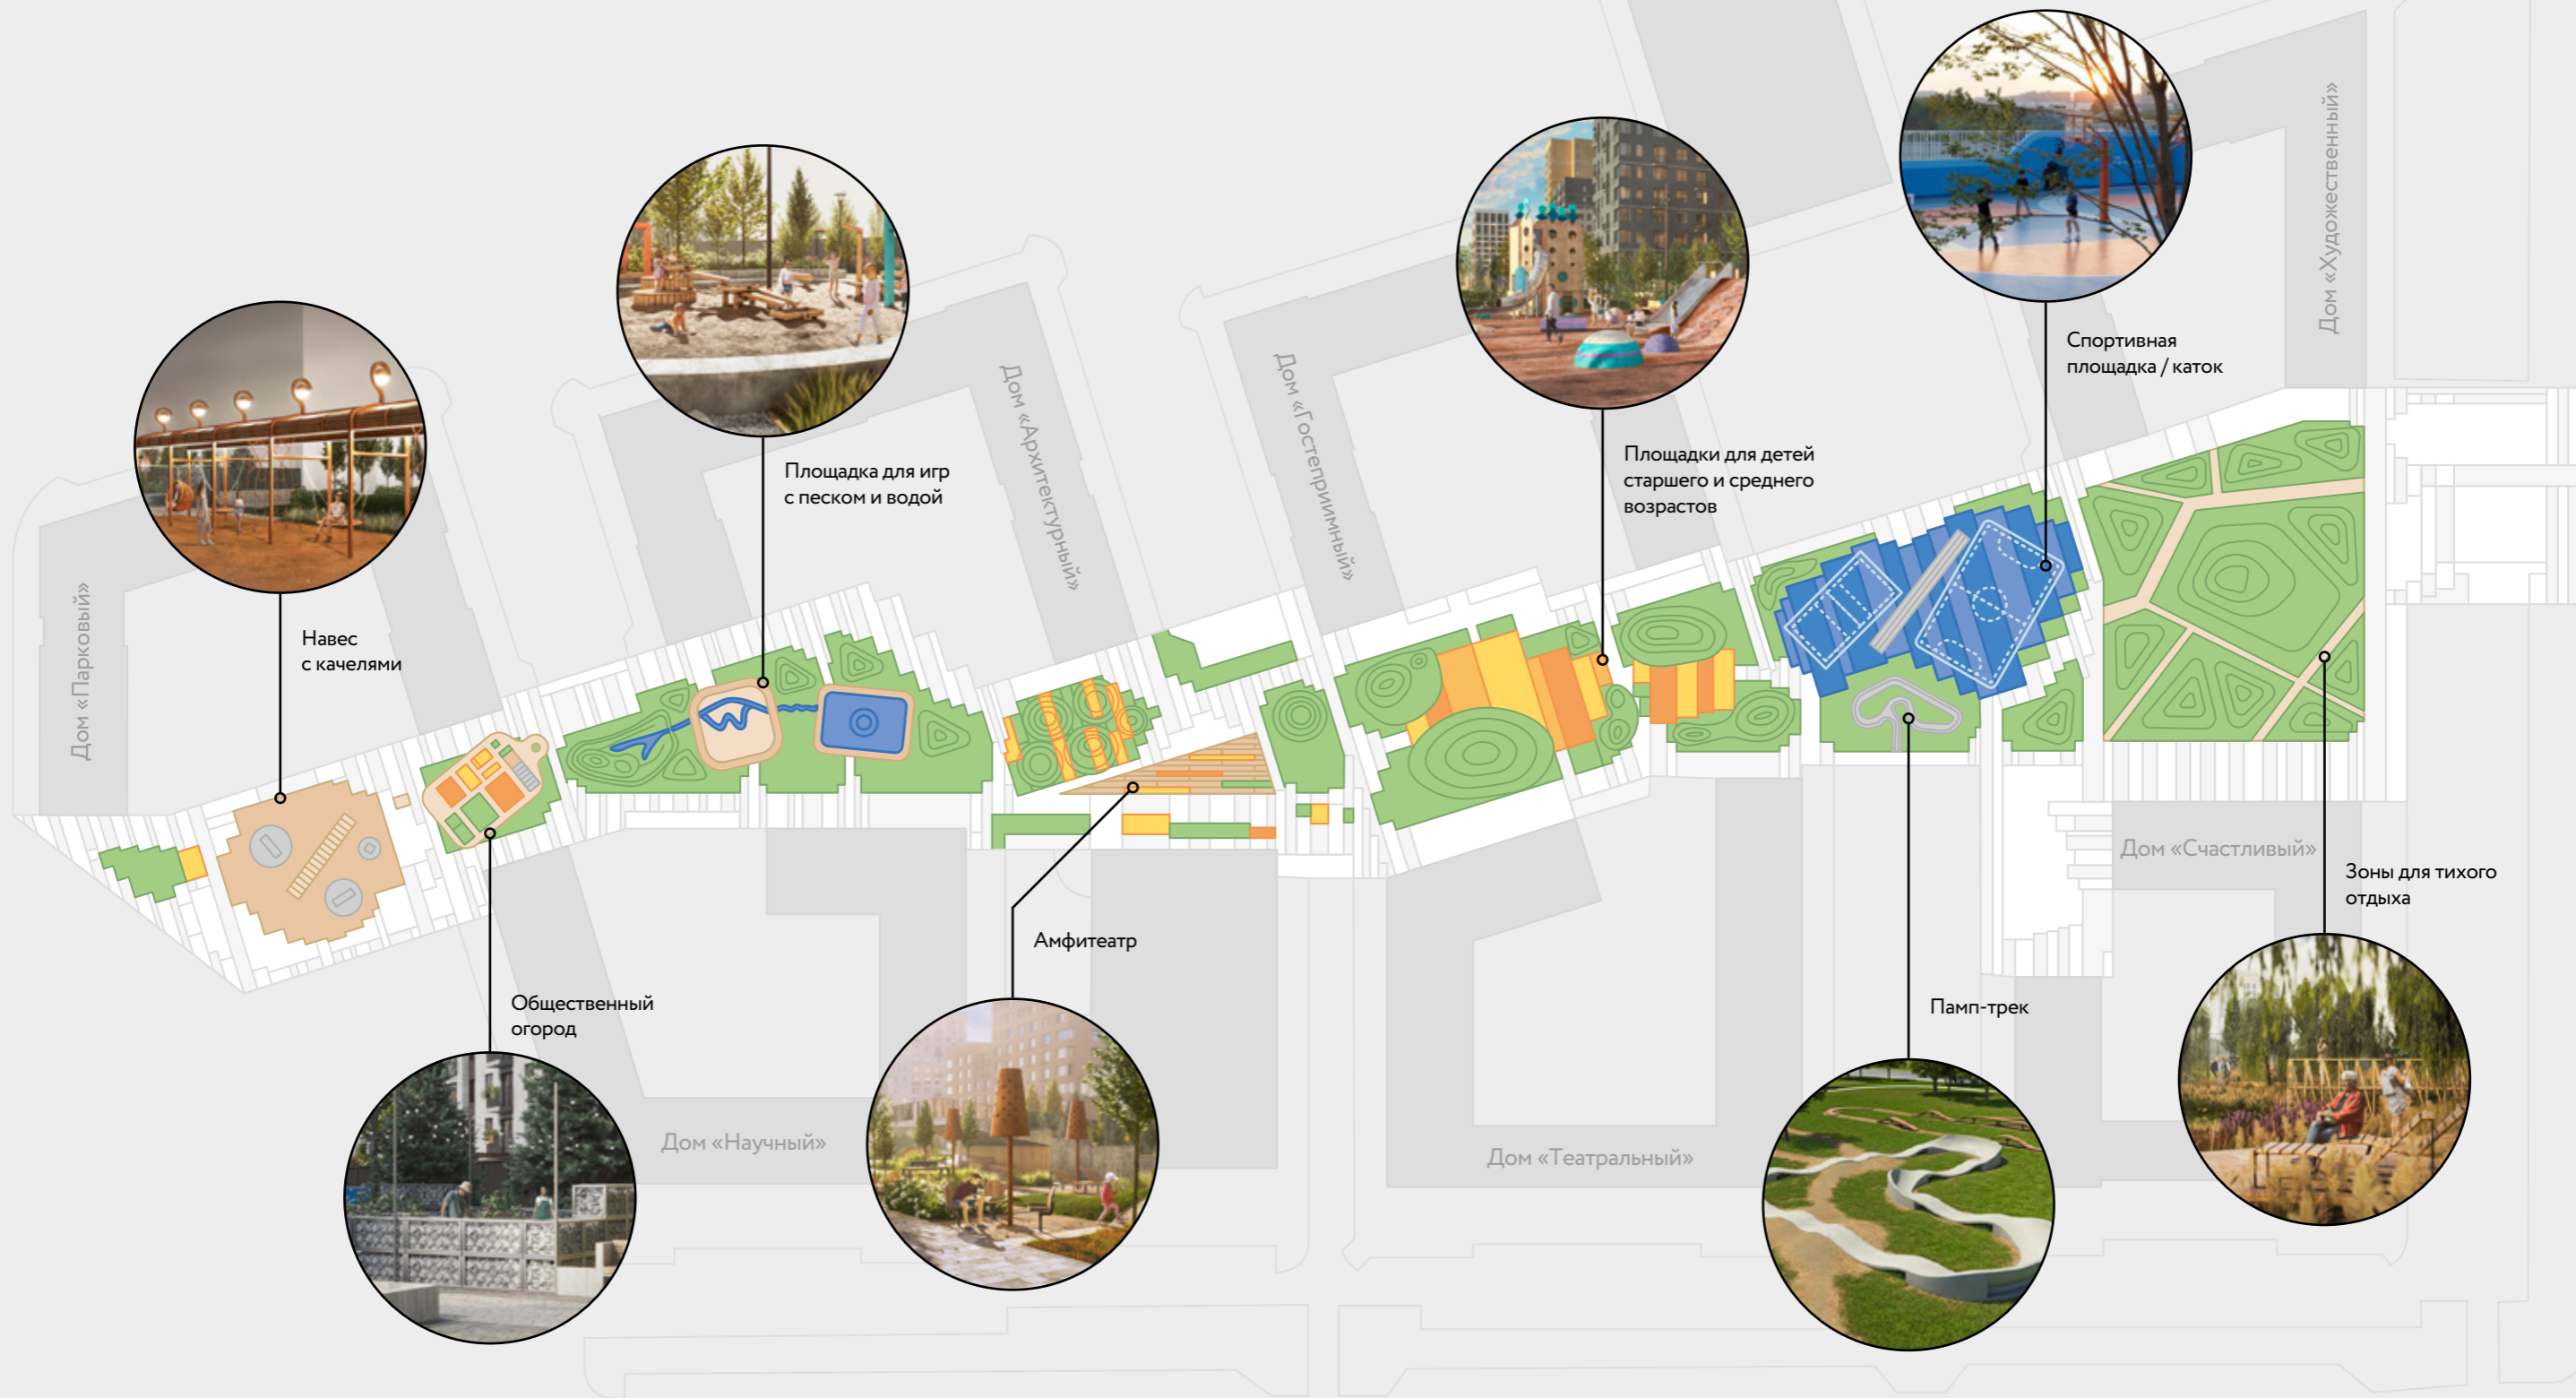 Дом «Художественный»
Спортивная
площадка / каток
Дом «Архитектурный»
Дом «Гостеприимный»
Площадки для детей
старшего и среднего
возрастов
Площадка для игр
с песком и водой
Дом «Парковый»
Навес
с качелями
Дом «Счастливый»
Зоны для тихого
отдыха
Амфитеатр
Общественный
огород
Памп-трек
Дом «Научный»
Дом «Театральный»